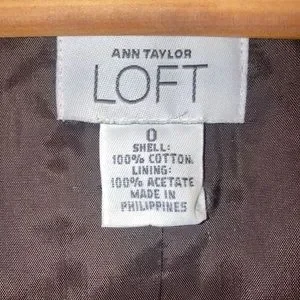 ANN TAYLOR
LOFT
0
SHELL:
100% COTTON.
LINING:
100% ACETATE
MADE IN
PHILIPPINES